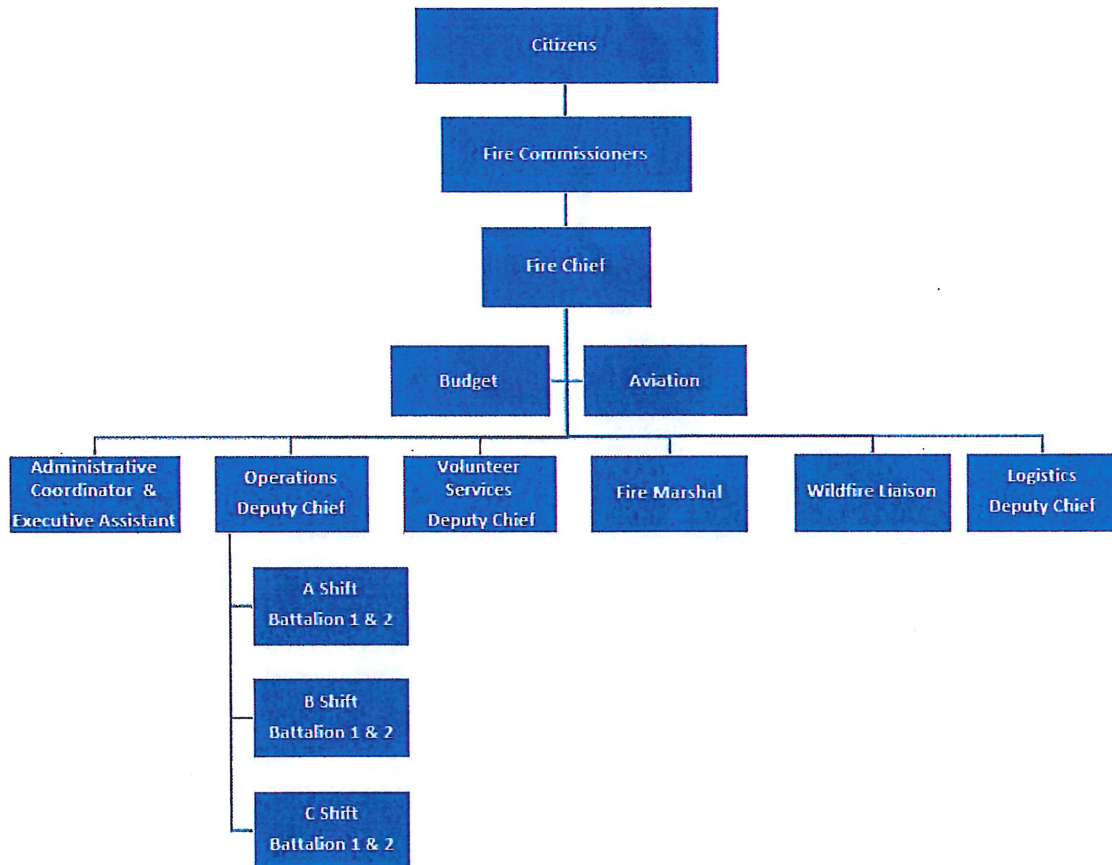 Citizens
Fire Commissioners
Fire Chief
Budget
Aviation
Administrative
Coordinator &
Executive Assistant
Operations
Deputy Chief
Volunteer
Services
Deputy Chief
Fire Marshal
Wildfire Liaison
Logistics
Deputy Chief
A Shift
Battalion 1 & 2
B Shift
Battalion 1 & 2
C Shift
Battalion 1 & 2